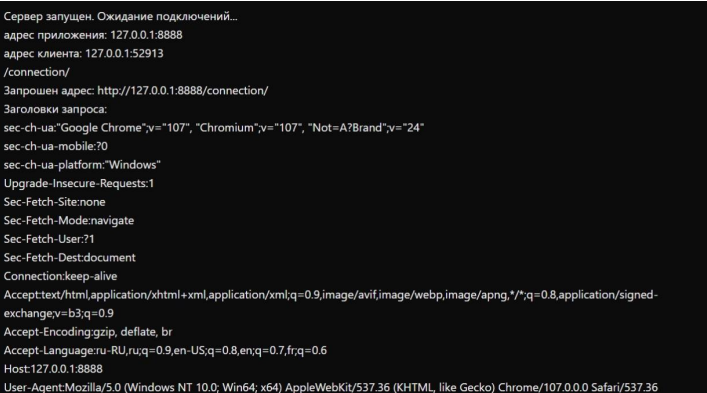 Сервер запущен. Ожидание подключений...
адрес приложения: 127.0.0.1:8888
адрес клиента: 127.0.0.1:52913
/connection/
Запрошен адрес: http://127.0.0.1:8888/connection/
Заголовки запроса:
sec-ch-ua:"Google Chrome";v="107", "Chromium";v="107", "Not=A?Brand";v="24"
sec-ch-ua-mobile:?0
sec-ch-ua-platform:"Windows"
Upgrade-Insecure-Requests:1
Sec-Fetch-Site:none
Sec-Fetch-Mode:navigate
Sec-Fetch-User:?1
Sec-Fetch-Dest:document
Connection:keep-alive
Accept:text/html,application/xhtml+xml,application/xml;q=0.9,image/avif,image/webp,image/apng,*/*;q=0.8,application/signed-
exchange;v=b3;q=0.9
Accept-Encoding:gzip, deflate, br
Accept-Language:ru-RU,ru;q=0.9,en-US;q=0.8,en;q=0.7,fr;q=0.6
Host:127.0.0.1:8888
User-Agent:Mozilla/5.0 (Windows NT 10.0; Win64; x64) AppleWebKit/537.36 (KHTML, like Gecko) Chrome/107.0.0.0 Safari/537.36